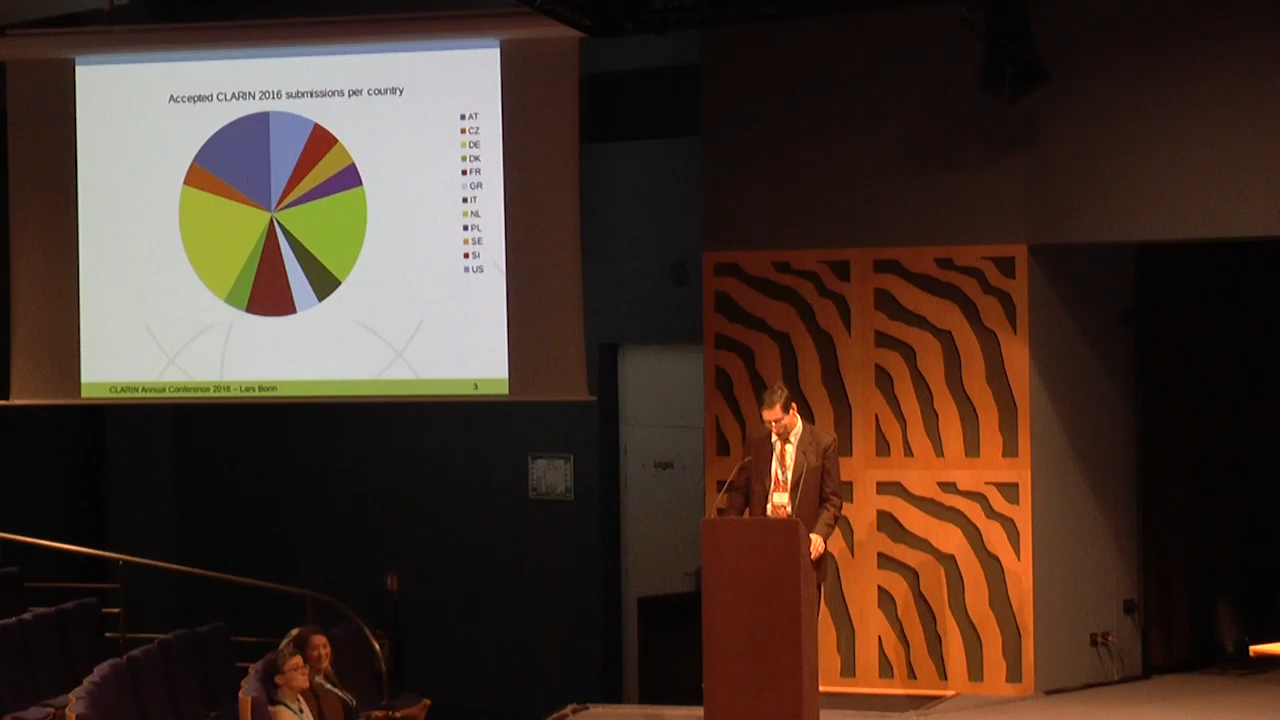 Accepted CLARIN 2016 submissions per country
AT
CZ
DE
DK
FR
GR
IT
NL
PL
SE
SI
US
CLARIN Annual Conference 2016 – Lars Borin
3
Loges